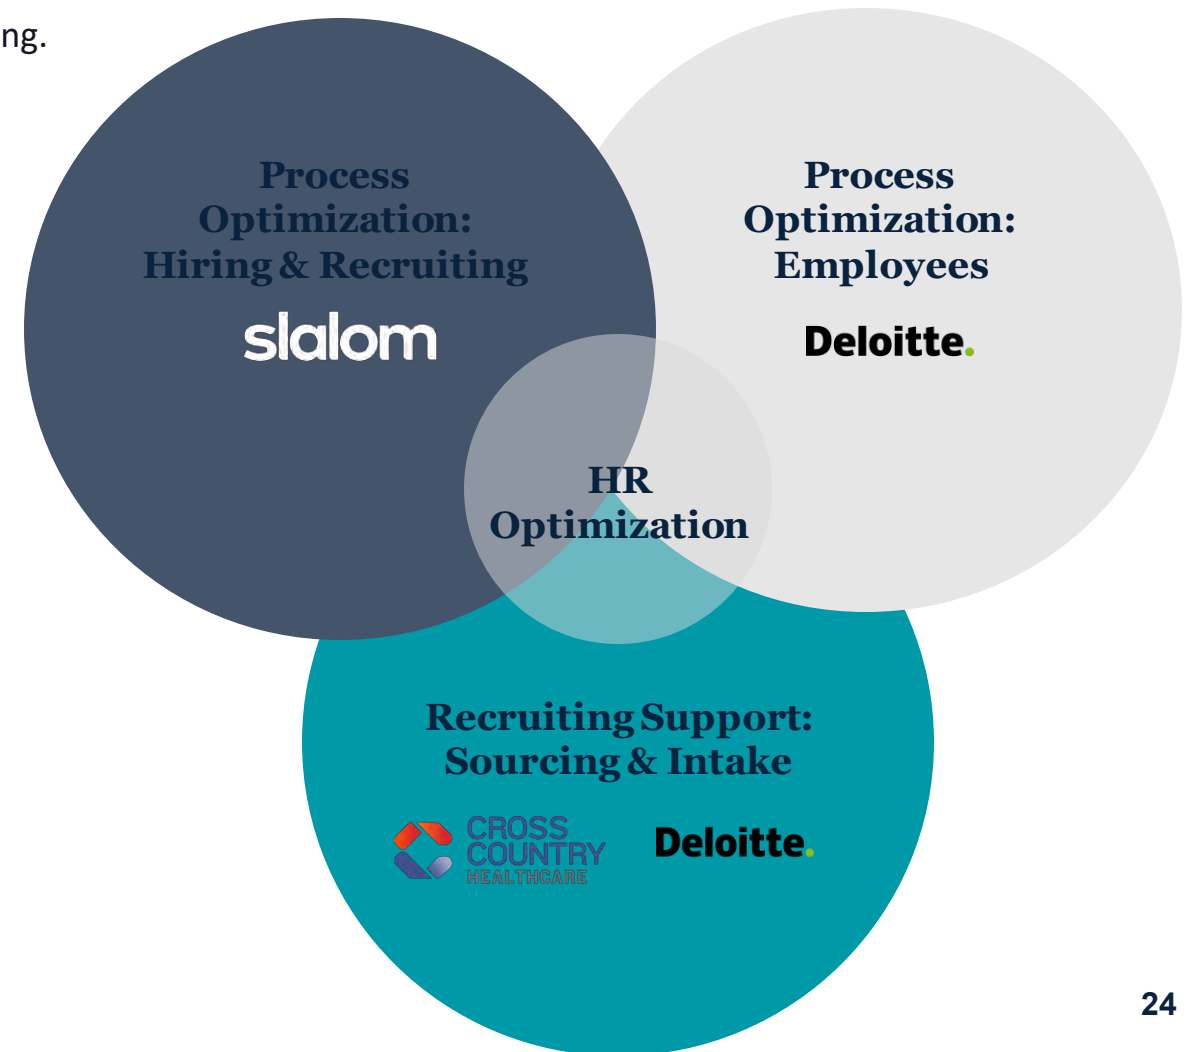 ng.
Process
Optimization:
Hiring & Recruiting
slalom
Process
Optimization:
Employees
Deloitte.
HR
Optimization
Recruiting Support:
Sourcing & Intake
CROSS
COUNTRY
HEALTHCARE
Deloitte.
24